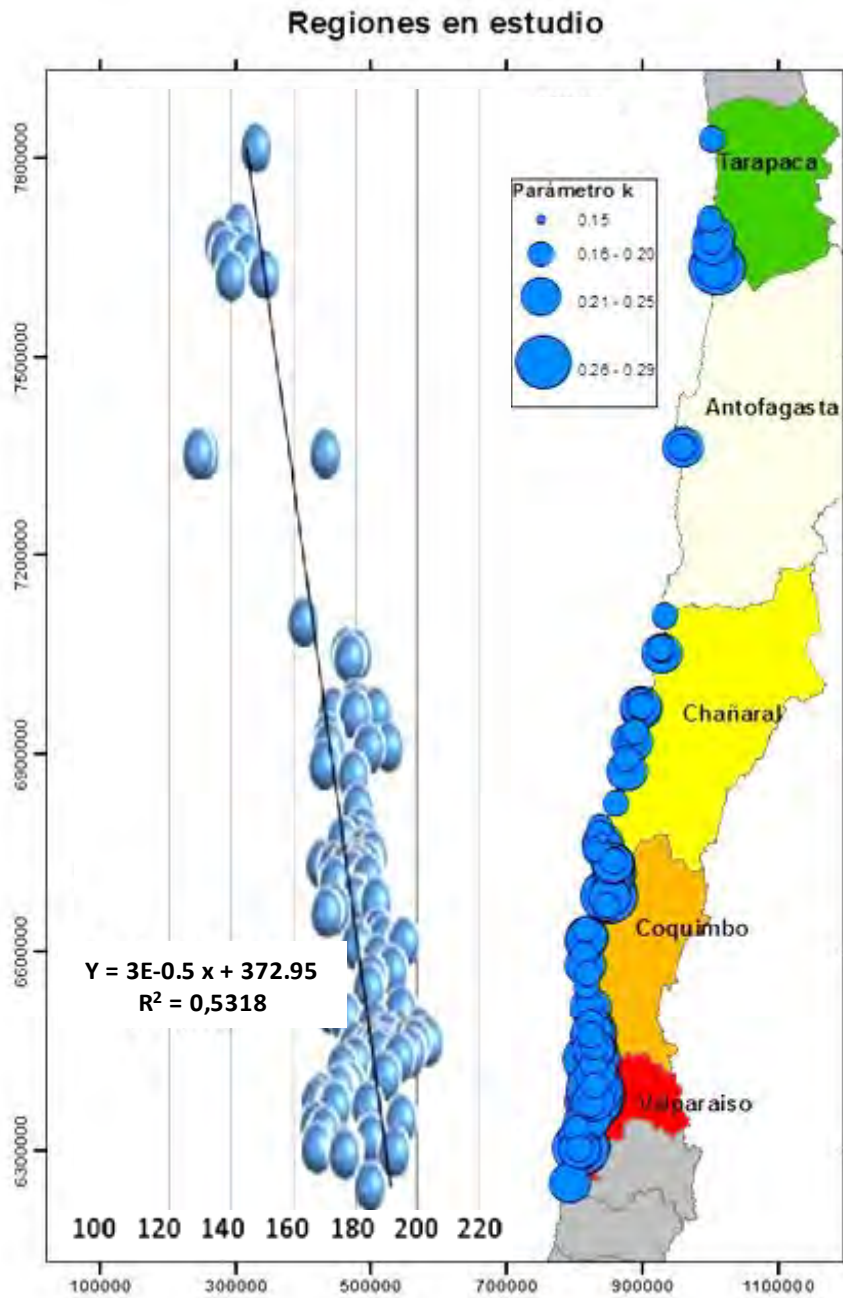 Regiones en estudio
7800000
7500000
7200000
6900000
6600000
6300000
Parámetro k
0.15
0.16 - 0.20
0.21 - 0.25
0.26 - 0.29
Tarapaca
Antofagasta
Chañaral
Coquimbo
Valparaiso
Y = 3E-0.5 x + 372.95
R² = 0,5318
100 120 140 160 180 200 220
100000 300000 500000 700000 900000 1100000